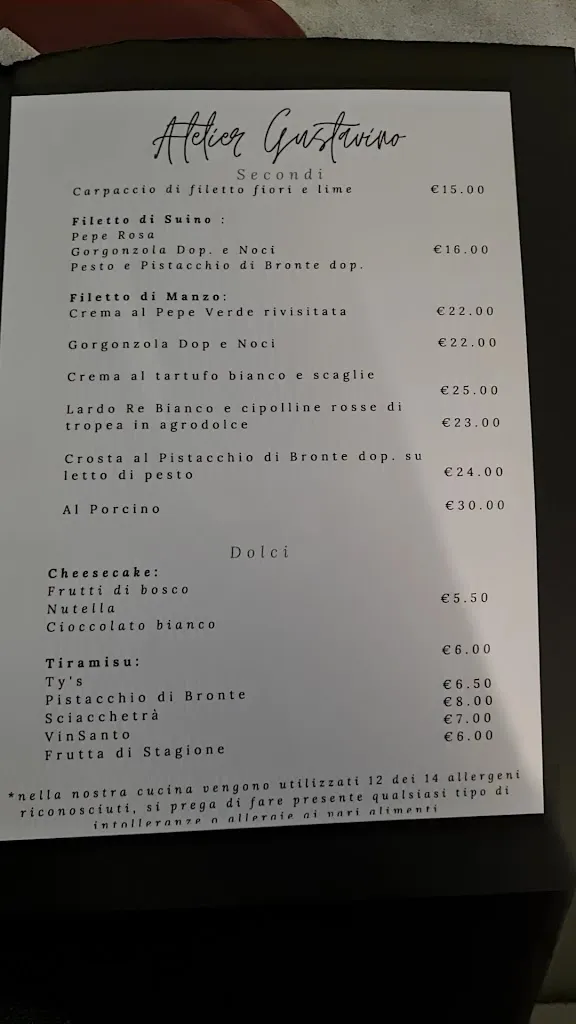 Atelier Gustavino
Secondi
Carpaccio di filetto fiori e lime €15.00
Filetto di Suino :
Pepe Rosa
Gorgonzola Dop. e Noci €16.00
Pesto e Pistacchio di Bronte dop.
Filetto di Manzo:
Crema al Pepe Verde rivisitata €22.00
Gorgonzola Dop e Noci €22.00
Crema al tartufo bianco e scaglie
€25.00
Lardo Re Bianco e cipolline rosse di
tropea in agrodolce €23.00
Crosta al Pistacchio di Bronte dop. su
letto di pesto €24.00
Al Porcino €30.00
Dolci
Cheesecake:
Frutti di bosco
Nutella €5.50
Cioccolato bianco
€6.00
Tiramisu:
Ty's €6.50
Pistacchio di Bronte €8.00
Sciacchetrà €7.00
VinSanto €6.00
Frutta di Stagione
*nella nostra cucina vengono utilizzati 12 dei 14 allergeni
riconosciuti, si prega di fare presente qualsiasi tipo di
intolleranze o allergie ai vari alimenti